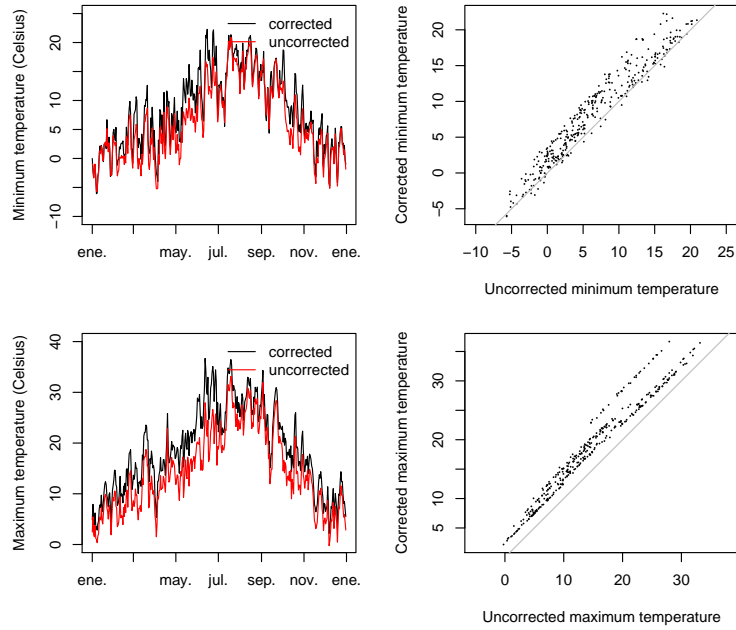 Minimum temperature (Celsius)
−10
0
5
10
20
ene.
may.
jul.
sep.
nov.
ene.
corrected
uncorrected
Corrected minimum temperature
−5
0
5
10
15
20
−10
−5
0
5
10
15
20
25
Uncorrected minimum temperature
Maximum temperature (Celsius)
0
10
20
30
40
ene.
may.
jul.
sep.
nov.
ene.
corrected
uncorrected
Corrected maximum temperature
5
10
15
20
30
0
10
20
30
Uncorrected maximum temperature